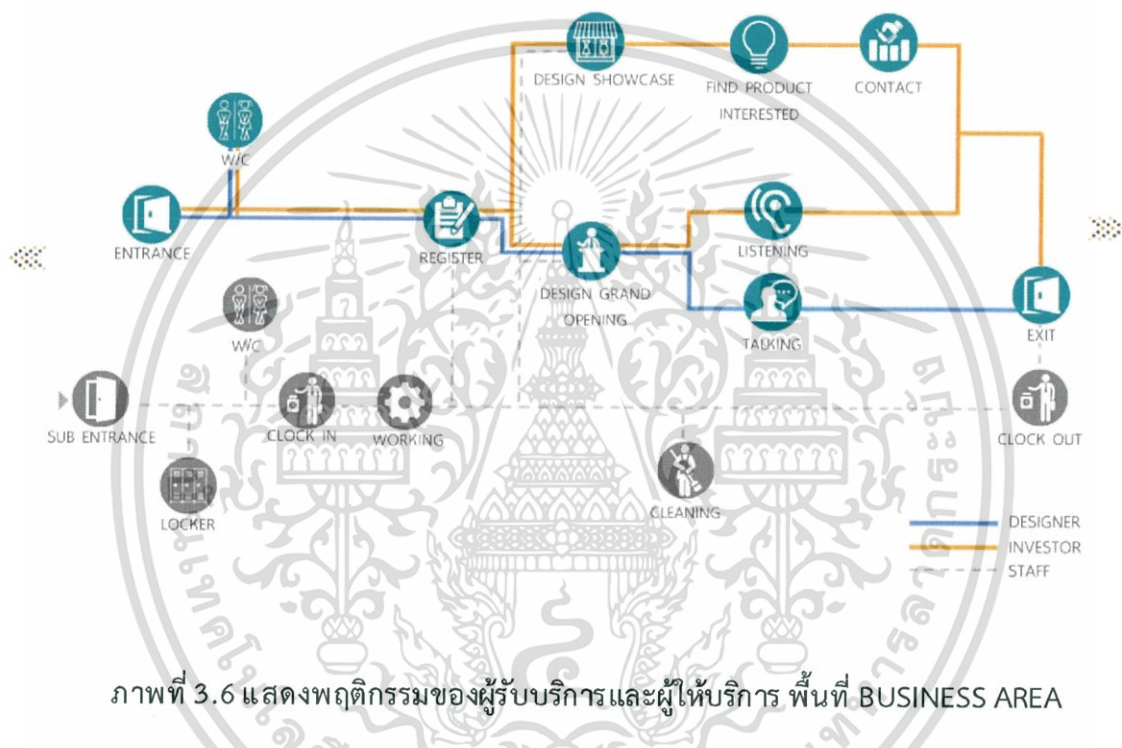 DESIGN SHOWCASE
FIND PRODUCT
INTERESTED
CONTACT
W/C
ENTRANCE
REGISTER
DESIGN GRAND
OPENING
LISTENING
TALKING
EXIT
W/C
SUB ENTRANCE
CLOCK IN
WORKING
CLOCK OUT
LOCKER
CLEANING
DESIGNER
INVESTOR
STAFF
ภาพที่ 3.6 แสดงพฤติกรรมของผู้รับบริการและผู้ให้บริการ พื้นที่ BUSINESS AREA